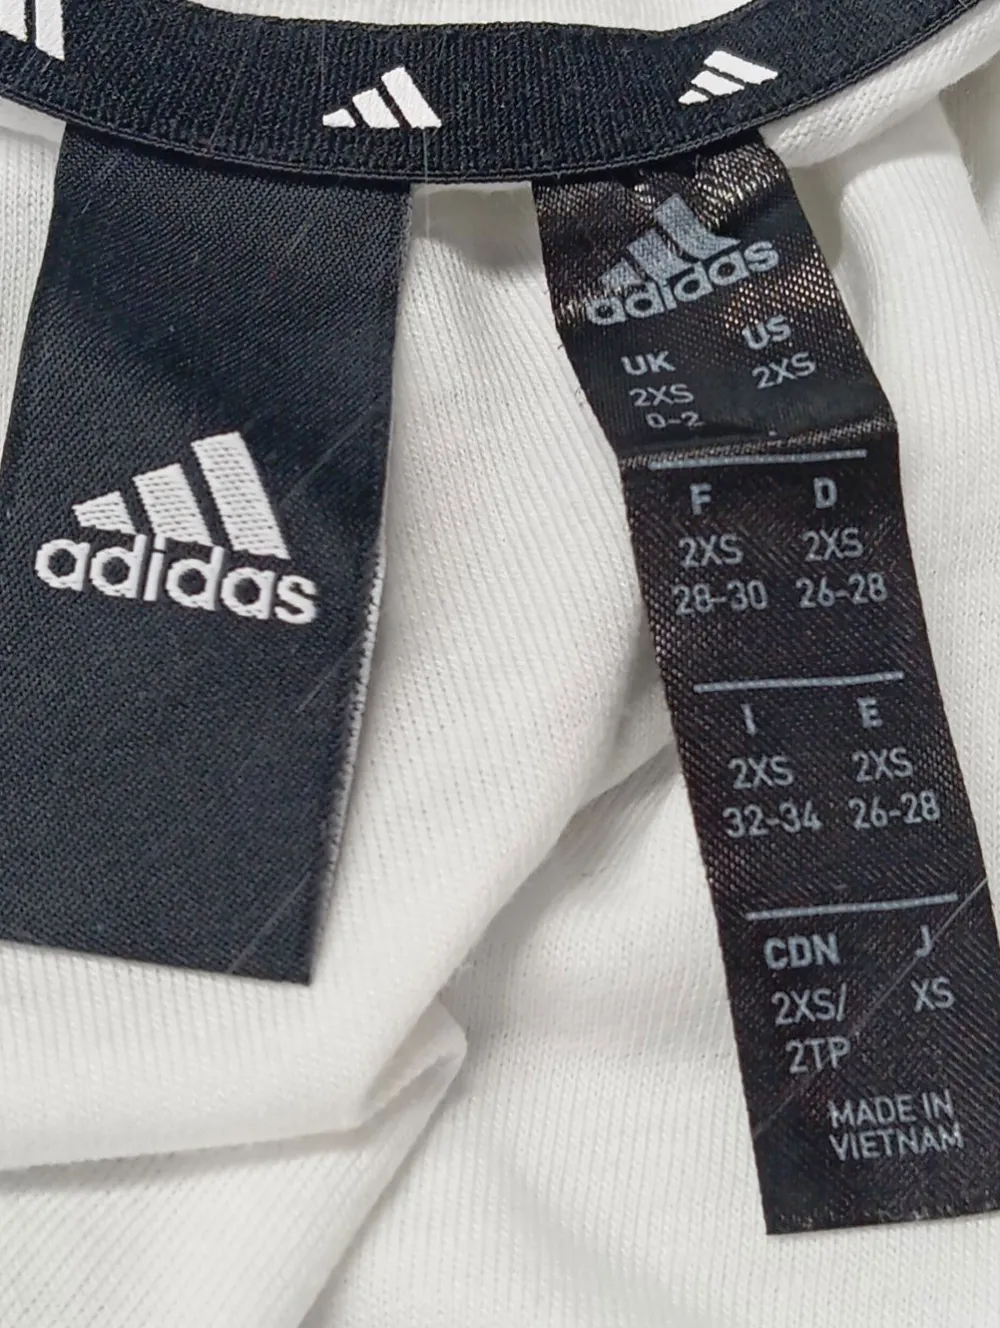 adidas
adidas
UK US
2XS 2XS
0-2
F D
2XS 2XS
28-30 26-28
I E
2XS 2XS
32-34 26-28
CDN J
2XS/ XS
2TP
MADE IN
VIETNAM